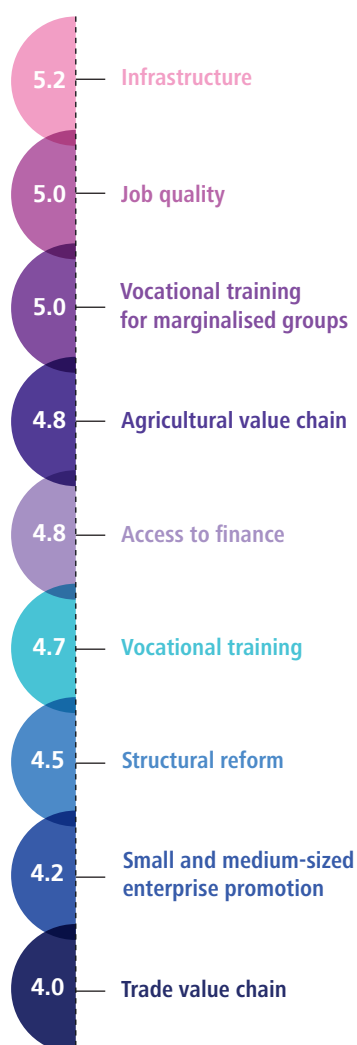 5.2 Infrastructure
5.0 Job quality
5.0 Vocational training
for marginalised groups
4.8 Agricultural value chain
4.8 Access to finance
4.7 Vocational training
4.5 Structural reform
4.2 Small and medium-sized
enterprise promotion
4.0 Trade value chain